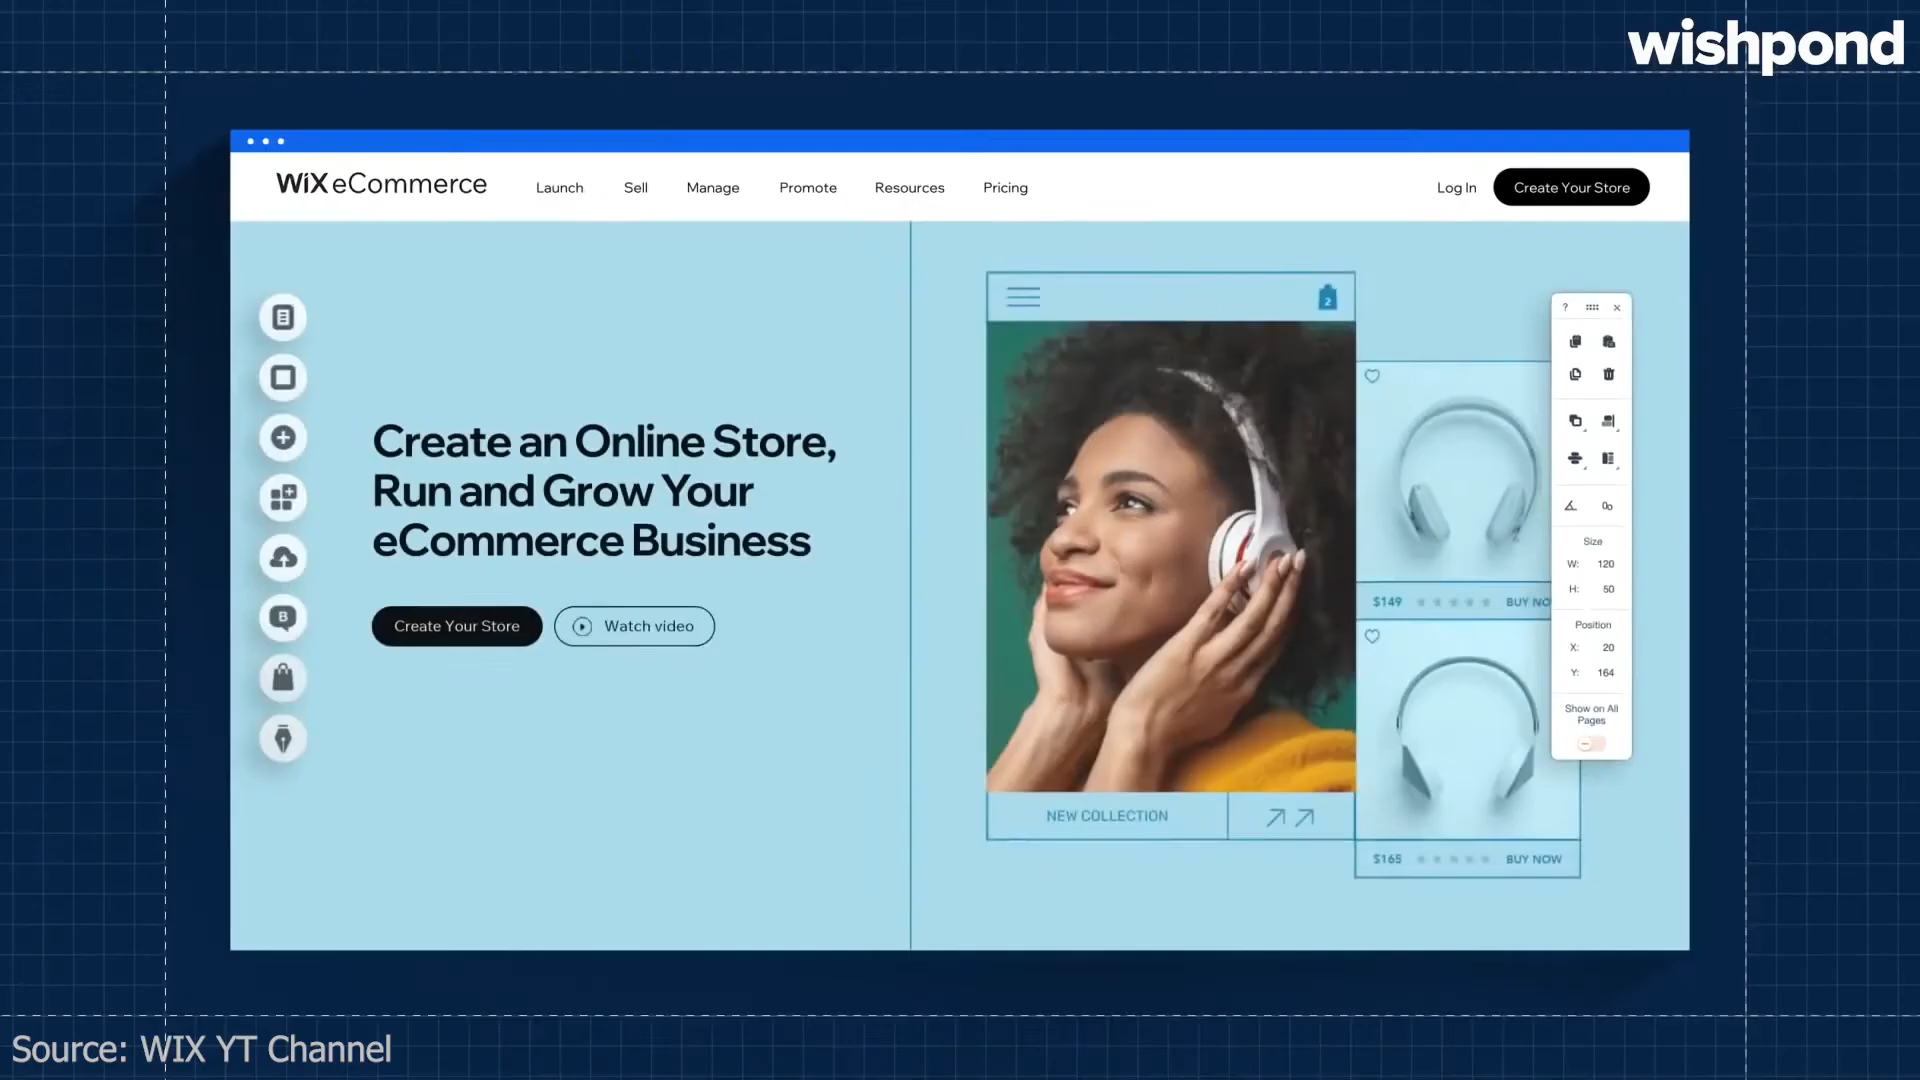 wishpond
WiX eCommerce
Launch
Sell
Manage
Promote
Resources
Pricing
Log In
Create Your Store
Create an Online Store,
Run and Grow Your
eCommerce Business
Create Your Store
Watch video
B
2
NEW COLLECTION
$149
BUY NO
$165
BUY NOW
?
Size
W: 120
H: 50
Position
X: 20
Y: 164
Show on All
Pages
Source: WIX YT Channel